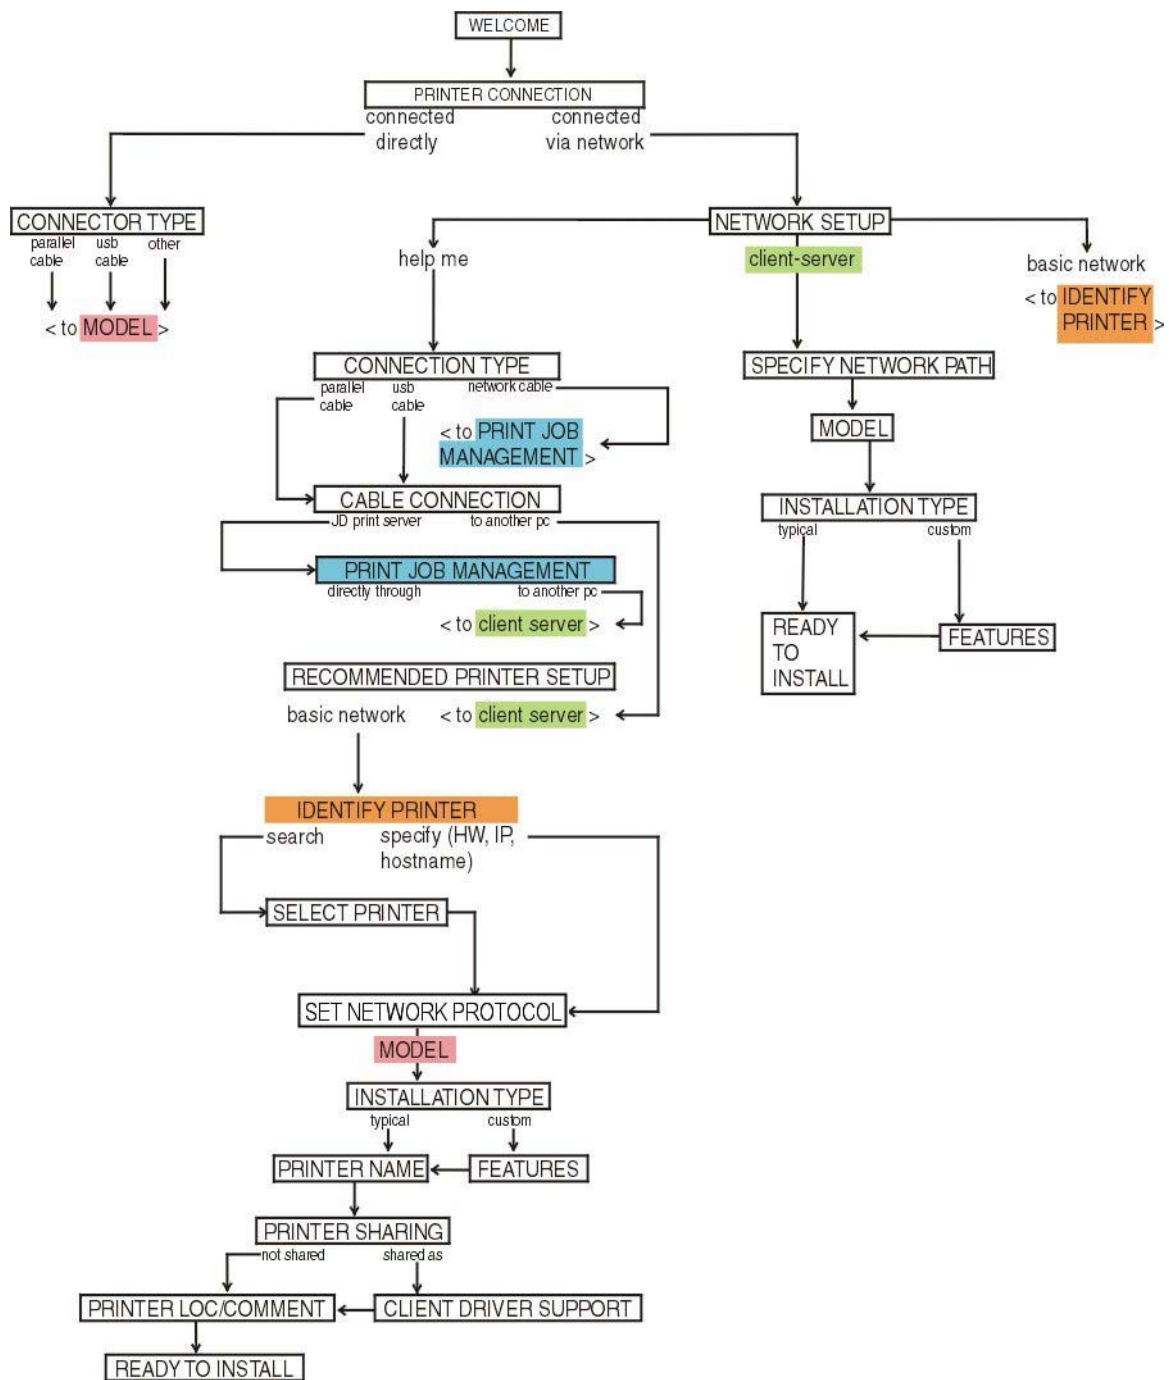 WELCOME
PRINTER CONNECTION
connected
directly
connected
via network
CONNECTOR TYPE
parallel
cable
usb
cable
other
< to MODEL >
NETWORK SETUP
help me
client-server
basic network
< to IDENTIFY
PRINTER >
CONNECTION TYPE
parallel
cable
usb
cable
network cable
< to PRINT JOB
MANAGEMENT >
SPECIFY NETWORK PATH
MODEL
INSTALLATION TYPE
typical
custom
READY
TO
INSTALL
FEATURES
CABLE CONNECTION
JD print server
to another pc
PRINT JOB MANAGEMENT
directly through
to another pc
< to client server >
RECOMMENDED PRINTER SETUP
basic network
< to client server >
IDENTIFY PRINTER
search
specify (HW, IP,
hostname)
SELECT PRINTER
SET NETWORK PROTOCOL
MODEL
INSTALLATION TYPE
typical
custom
PRINTER NAME
FEATURES
PRINTER SHARING
not shared
shared as
PRINTER LOC/COMMENT
CLIENT DRIVER SUPPORT
READY TO INSTALL